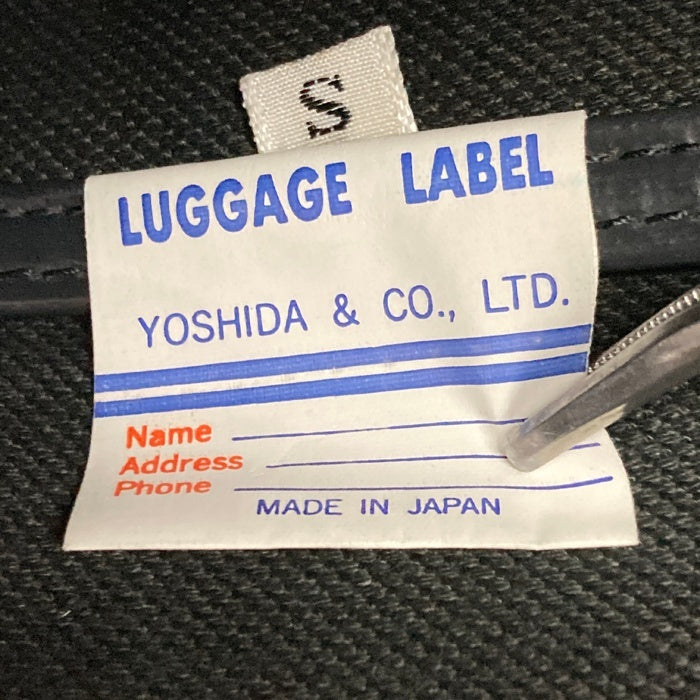 S
LUGGAGE LABEL
YOSHIDA & CO., LTD.
Name
Address
Phone
MADE IN JAPAN